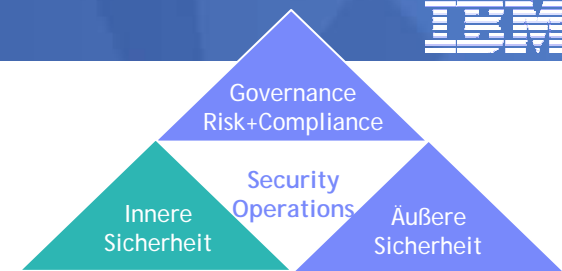 IBM
Governance
Risk+Compliance
Security
Operations
Innere
Sicherheit
Äußere
Sicherheit